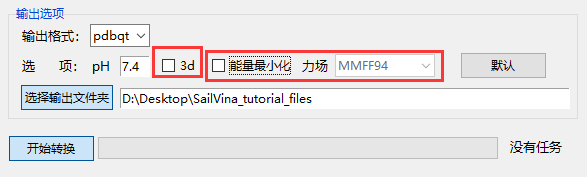 输出选项
输出格式: pdbqt
选 项: pH 7.4 3d 能量最小化 力场 MMFF94 默认
选择输出文件夹 D:\Desktop\SailVina_tutorial_files
开始转换 没有任务